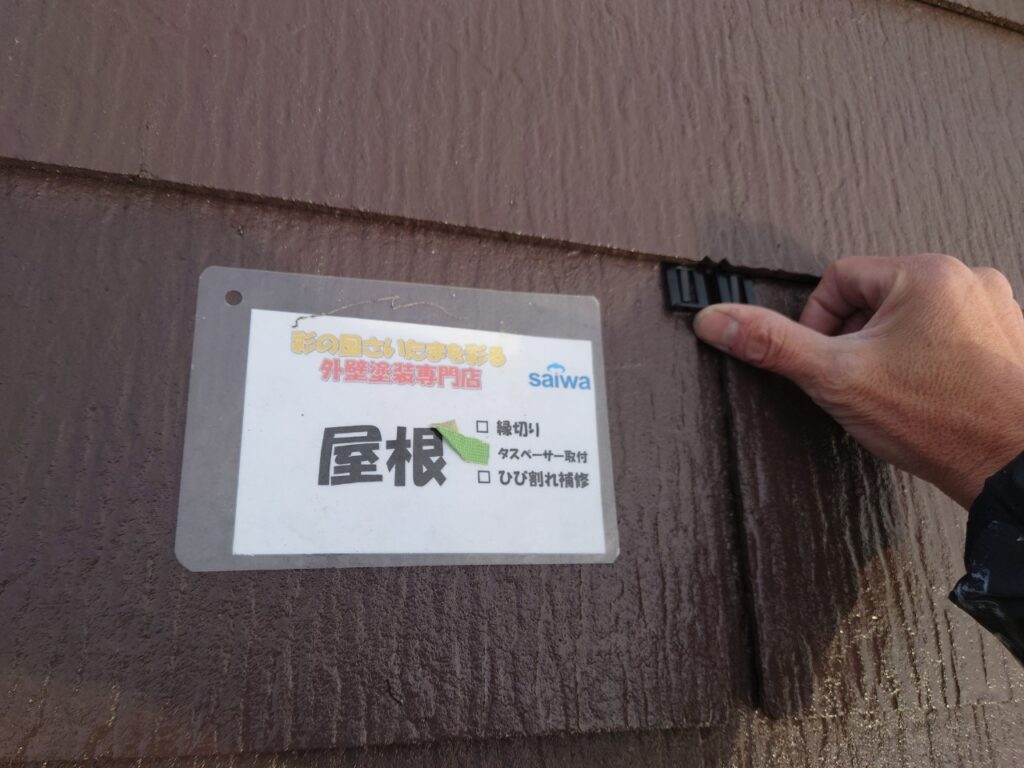 彩の国さいたまを彩る
外壁塗装専門店
saiwa
屋根
□ 縁切り
タスペーサー取付
□ ひび割れ補修